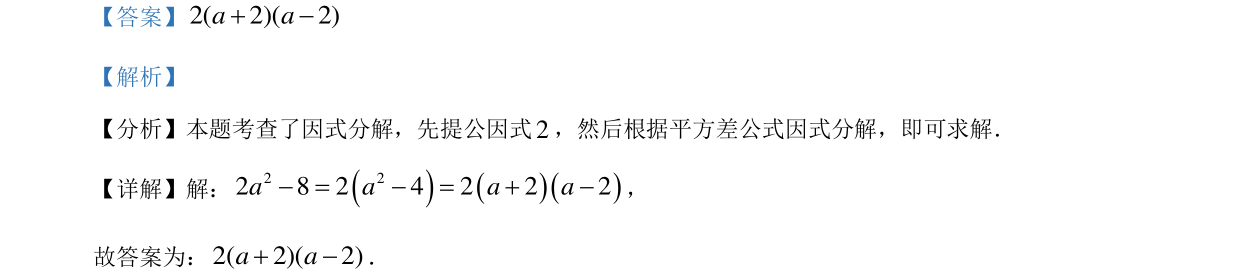 【答案】2(a+2)(a−2)
【解析】
【分析】本题考查了因式分解，先提公因式2，然后根据平方差公式因式分解，即可求解．
【详解】解：2a²−8=2(a²−4)=2(a+2)(a−2)，
故答案为：2(a+2)(a−2)．